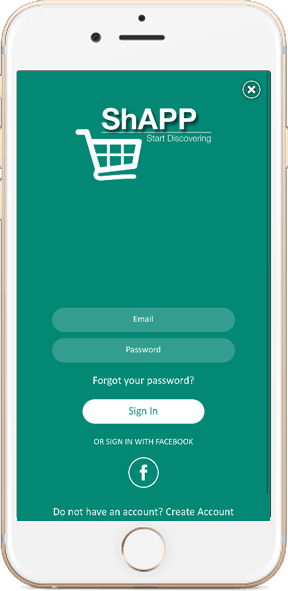 ShAPP
Start Discovering
Email
Password
Forgot your password?
Sign In
OR SIGN IN WITH FACEBOOK
f
Do not have an account? Create Account